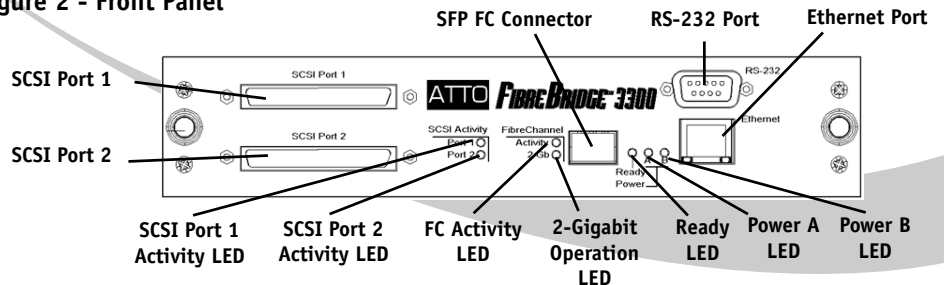 Figure 2 - Front Panel
SFP FC Connector
RS-232 Port
Ethernet Port
SCSI Port 1
SCSI Port 2
SCSI Port 1
SCSI Port 2
ATTO FIBREBRIDGE 3300
RS-232
Ethernet
SCSI Activity
Port 1
Port 2
FibreChannel
Activity
2 Gb
A
B
Ready
Power
SCSI Port 1
Activity LED
SCSI Port 2
Activity LED
FC Activity
LED
2-Gigabit
Operation
LED
Ready
LED
Power A
LED
Power B
LED